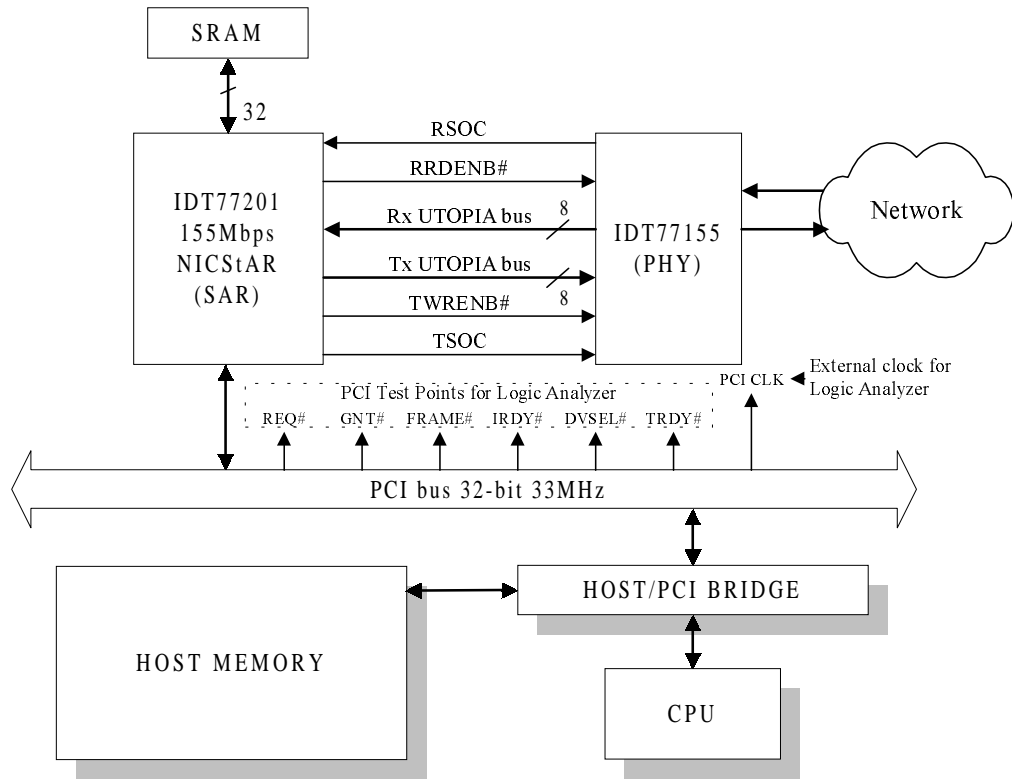 SRAM
32
IDT77201
155Mbps
NICStAR
(SAR)
RSOC
RRDENB#
Rx UTOPIA bus
8
Tx UTOPIA bus
8
TWRENB#
TSOC
IDT77155
(PHY)
Network
PCI Test Points for Logic Analyzer
REQ# GNT# FRAME# IRDY# DVSEL# TRDY#
PCI CLK
External clock for
Logic Analyzer
PCI bus 32-bit 33MHz
HOST/PCI BRIDGE
HOST MEMORY
CPU